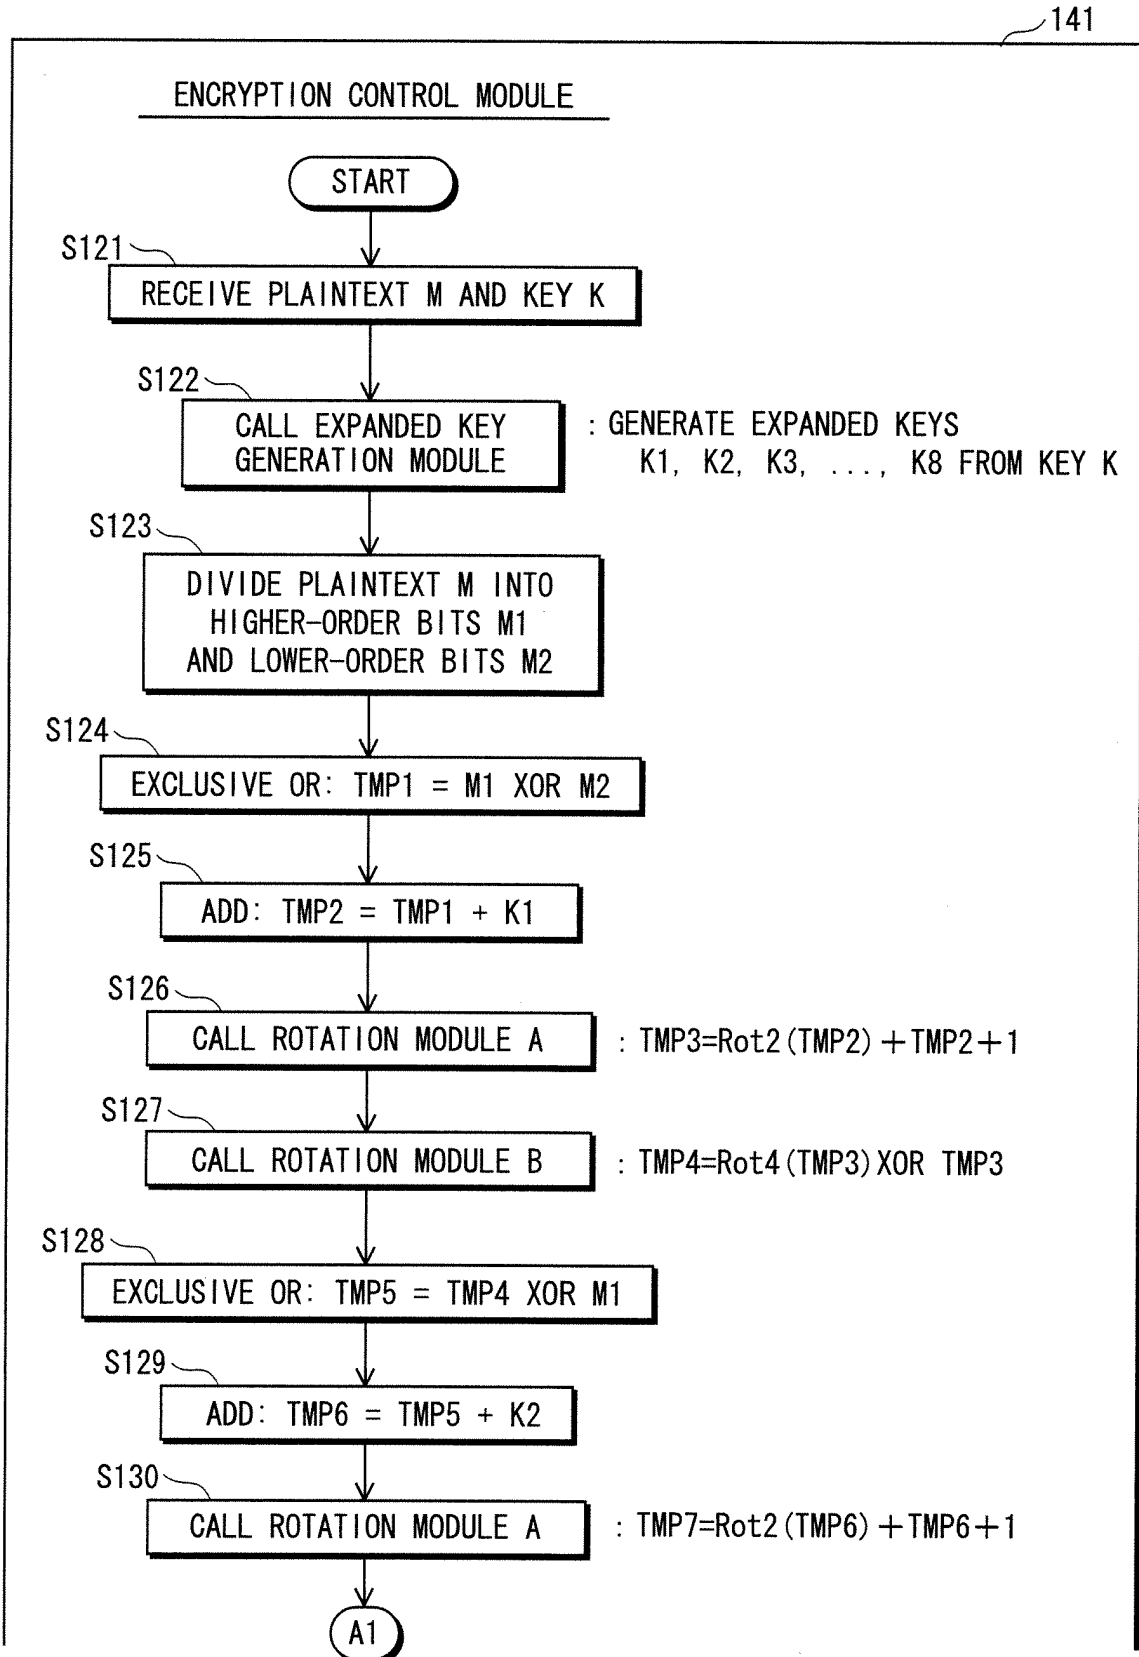 141
ENCRYPTION CONTROL MODULE
START
S121
RECEIVE PLAINTEXT M AND KEY K
S122
CALL EXPANDED KEY
GENERATION MODULE
: GENERATE EXPANDED KEYS
K1, K2, K3, ..., K8 FROM KEY K
S123
DIVIDE PLAINTEXT M INTO
HIGHER-ORDER BITS M1
AND LOWER-ORDER BITS M2
S124
EXCLUSIVE OR: TMP1 = M1 XOR M2
S125
ADD: TMP2 = TMP1 + K1
S126
CALL ROTATION MODULE A
: TMP3=Rot2(TMP2)+TMP2+1
S127
CALL ROTATION MODULE B
: TMP4=Rot4(TMP3)XOR TMP3
S128
EXCLUSIVE OR: TMP5 = TMP4 XOR M1
S129
ADD: TMP6 = TMP5 + K2
S130
CALL ROTATION MODULE A
: TMP7=Rot2(TMP6)+TMP6+1
A1